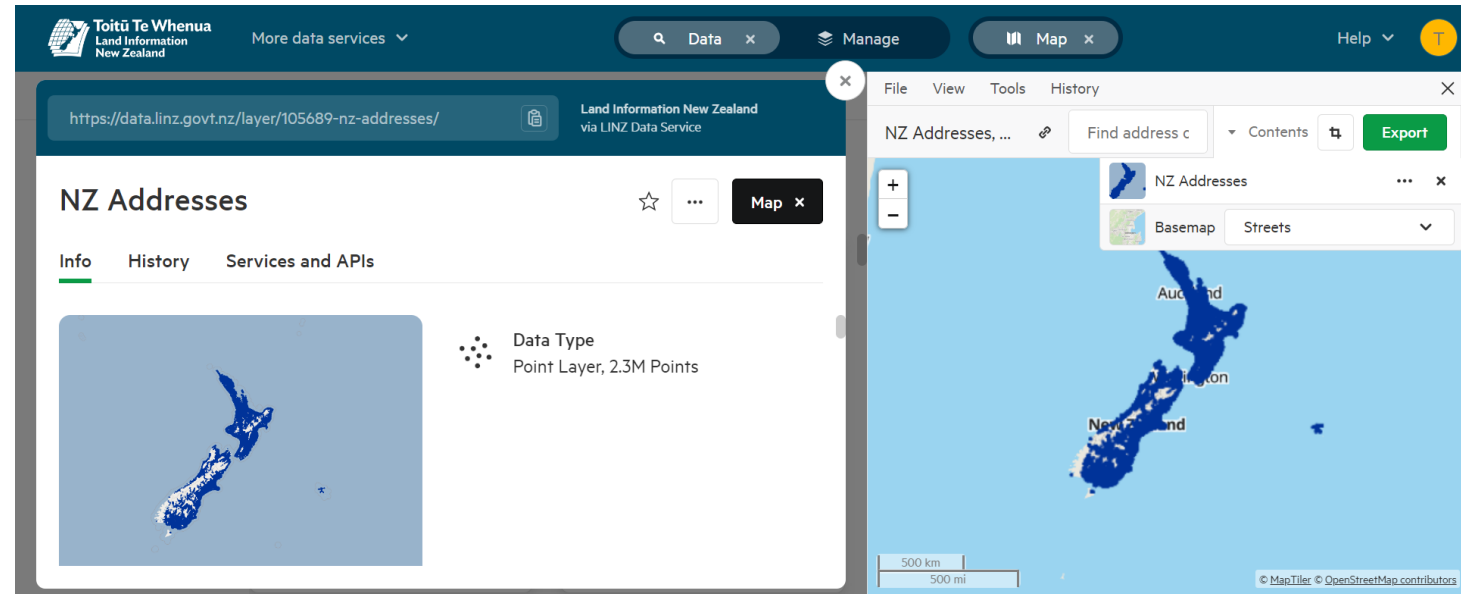 Toitū Te Whenua
Land Information
New Zealand
More data services
Data ×
Manage
Map ×
Help
T
https://data.linz.govt.nz/layer/105689-nz-addresses/
Land Information New Zealand
via LINZ Data Service
NZ Addresses
Map ×
Info History Services and APIs
Data Type
Point Layer, 2.3M Points
File View Tools History
NZ Addresses, ...
Find address c
Contents
Export
+
−
NZ Addresses
Basemap Streets
Auckland
Wellington
New Zealand
500 km
500 mi
© MapTiler © OpenStreetMap contributors